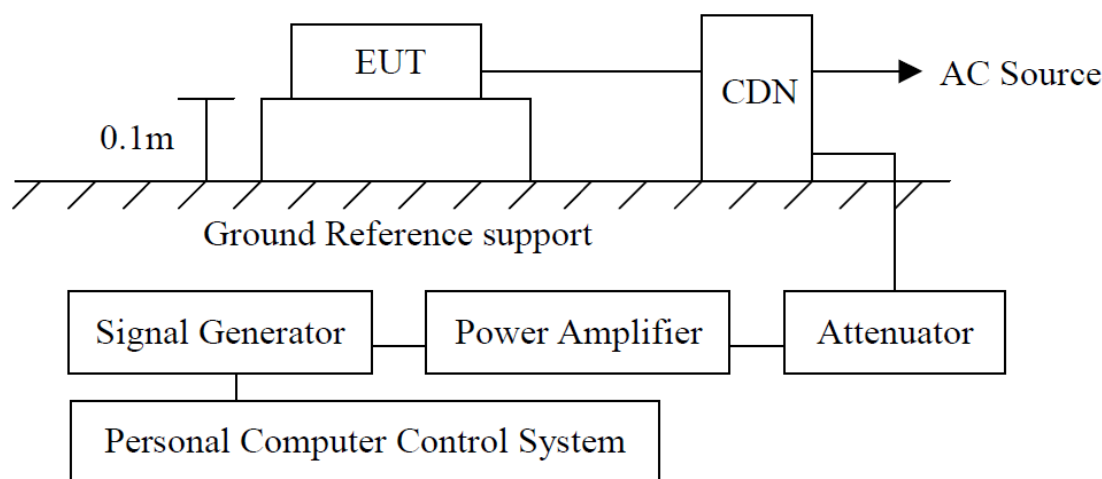 EUT
CDN
AC Source
0.1m
Ground Reference support
Signal Generator
Power Amplifier
Attenuator
Personal Computer Control System